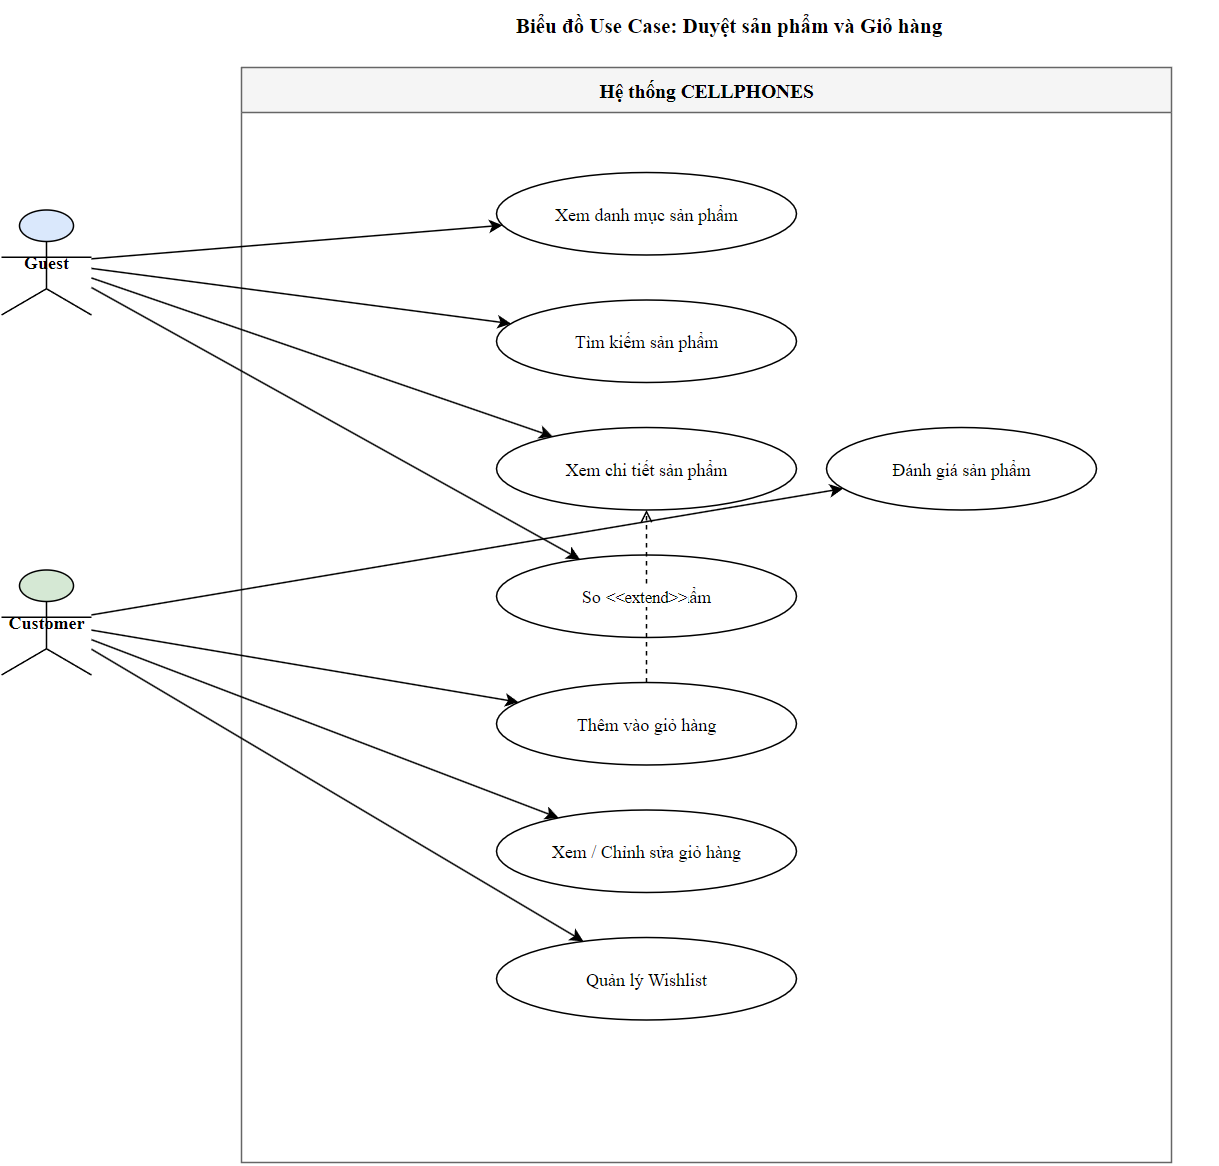 Biểu đồ Use Case: Duyệt sản phẩm và Giỏ hàng
Hệ thống CELLPHONES
Xem danh mục sản phẩm
Guest
Tìm kiếm sản phẩm
Xem chi tiết sản phẩm
Đánh giá sản phẩm
So <<extend>>ẩm
Customer
Thêm vào giỏ hàng
Xem / Chỉnh sửa giỏ hàng
Quản lý Wishlist